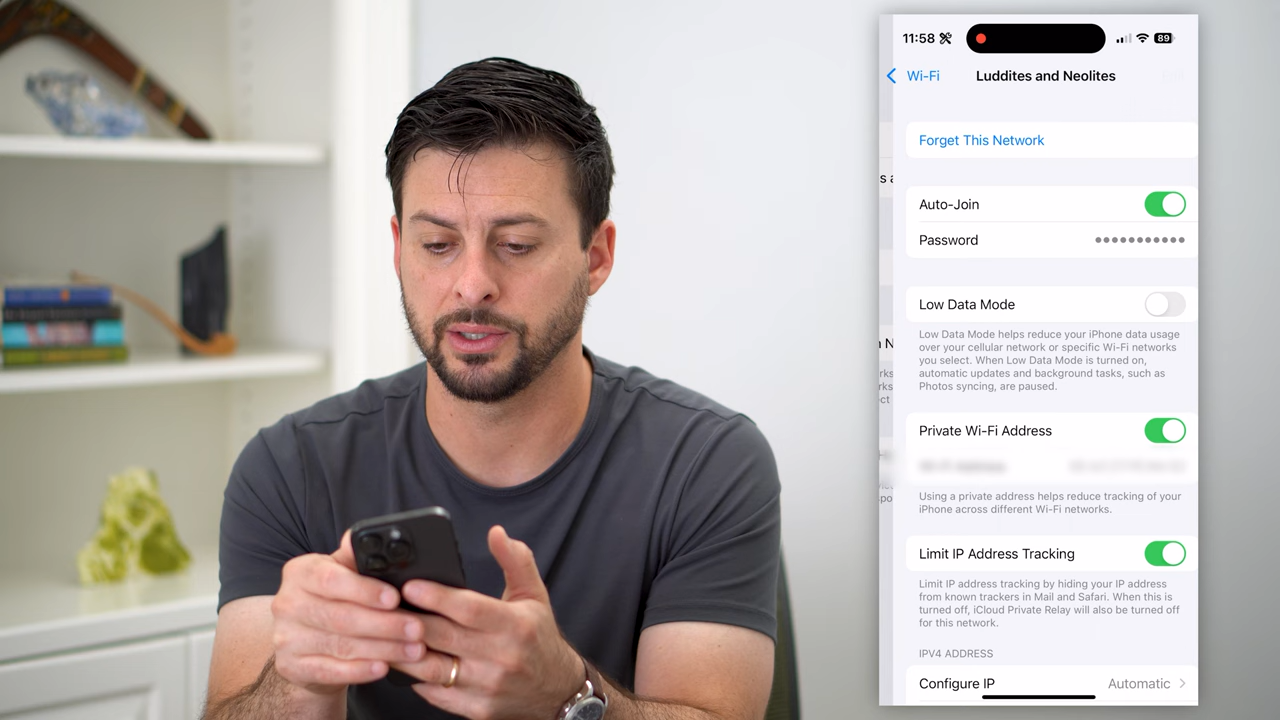 11:58
89
Wi-Fi
Luddites and Neolites
Forget This Network
Auto-Join
Password
Low Data Mode
Low Data Mode helps reduce your iPhone data usage
over your cellular network or specific Wi-Fi networks
you select. When Low Data Mode is turned on,
automatic updates and background tasks, such as
Photos syncing, are paused.
Private Wi-Fi Address
Using a private address helps reduce tracking of your
iPhone across different Wi-Fi networks.
Limit IP Address Tracking
Limit IP address tracking by hiding your IP address
from known trackers in Mail and Safari. When this is
turned off, iCloud Private Relay will also be turned off
for this network.
IPV4 ADDRESS
Configure IP
Automatic